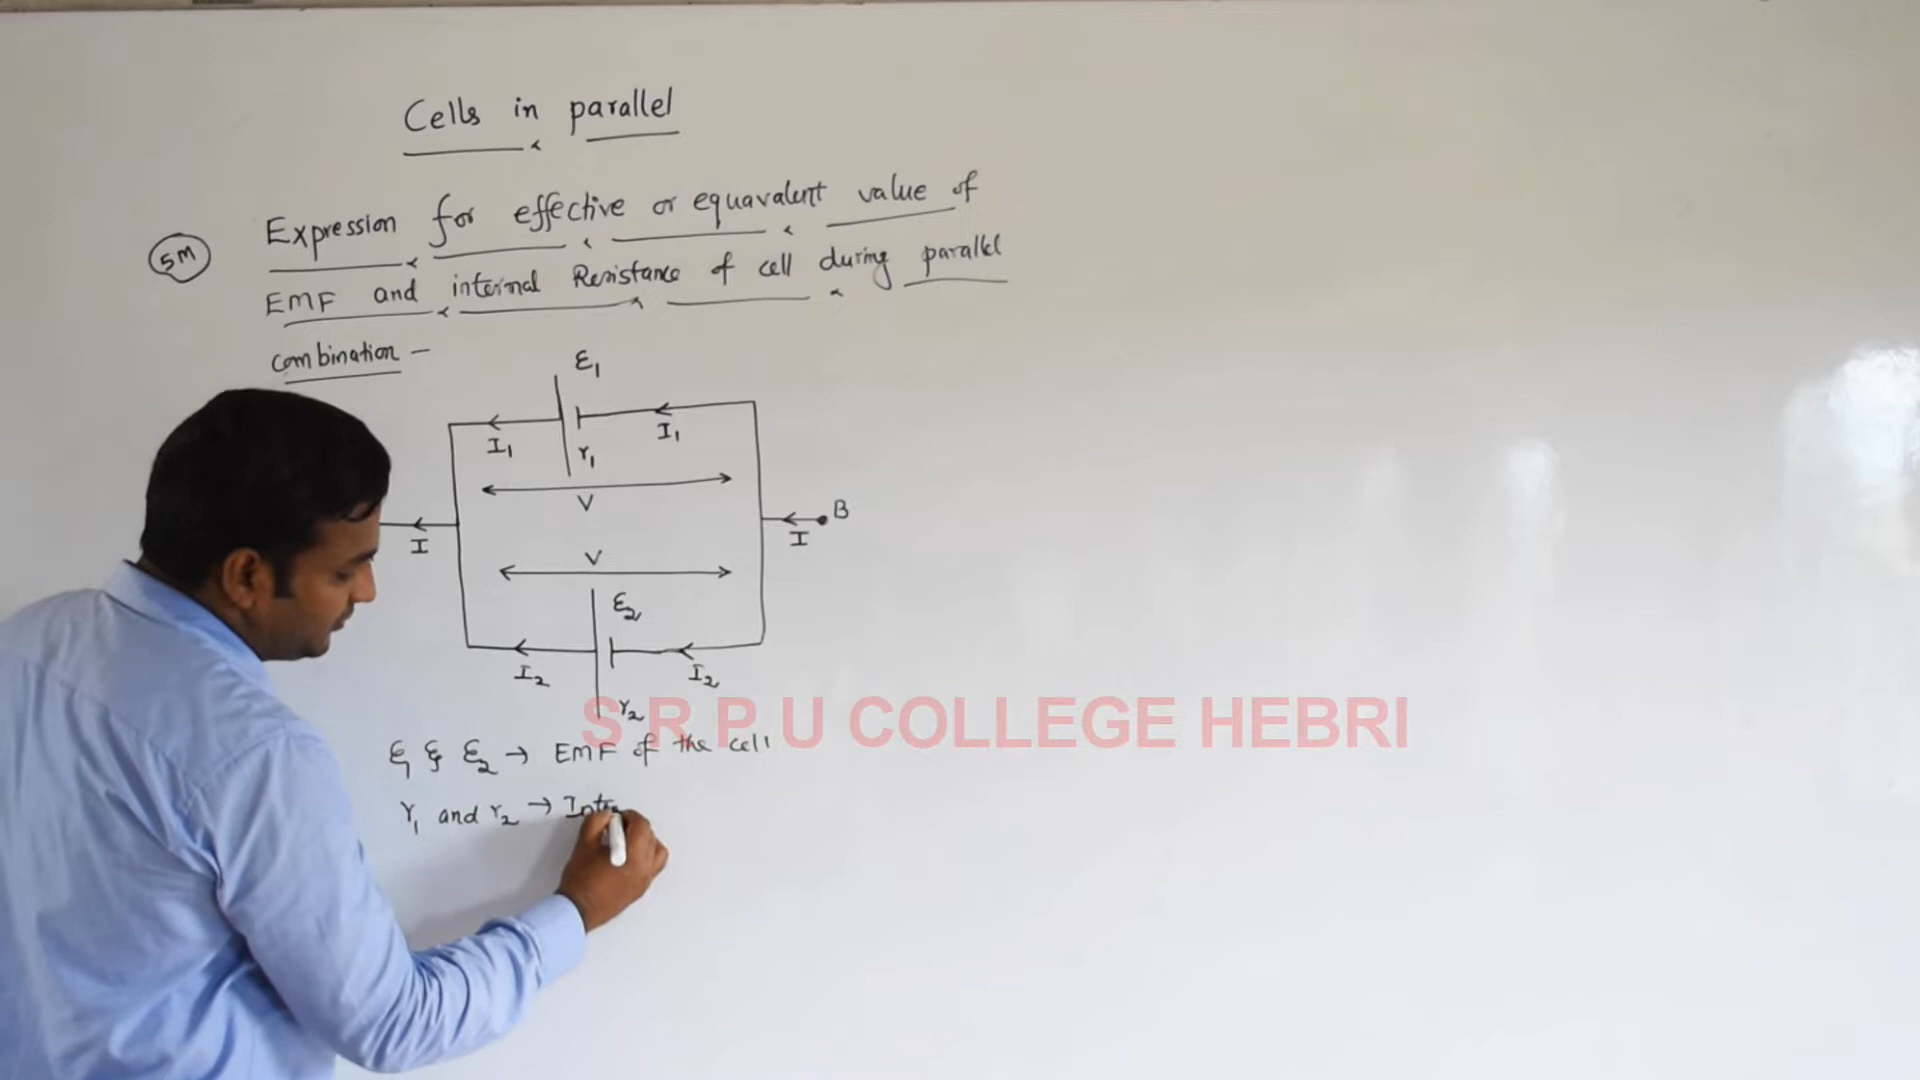 Cells in parallel
5M
Expression for effective or equavalent value of
EMF and internal Resistance of cell during parallel
combination -
ε1
I1
I1
r1
V
B
I
I
V
ε2
I2
I2
r2
S R P U COLLEGE HEBRI
ε1 & ε2 → EMF of the cell
r1 and r2 → Inte